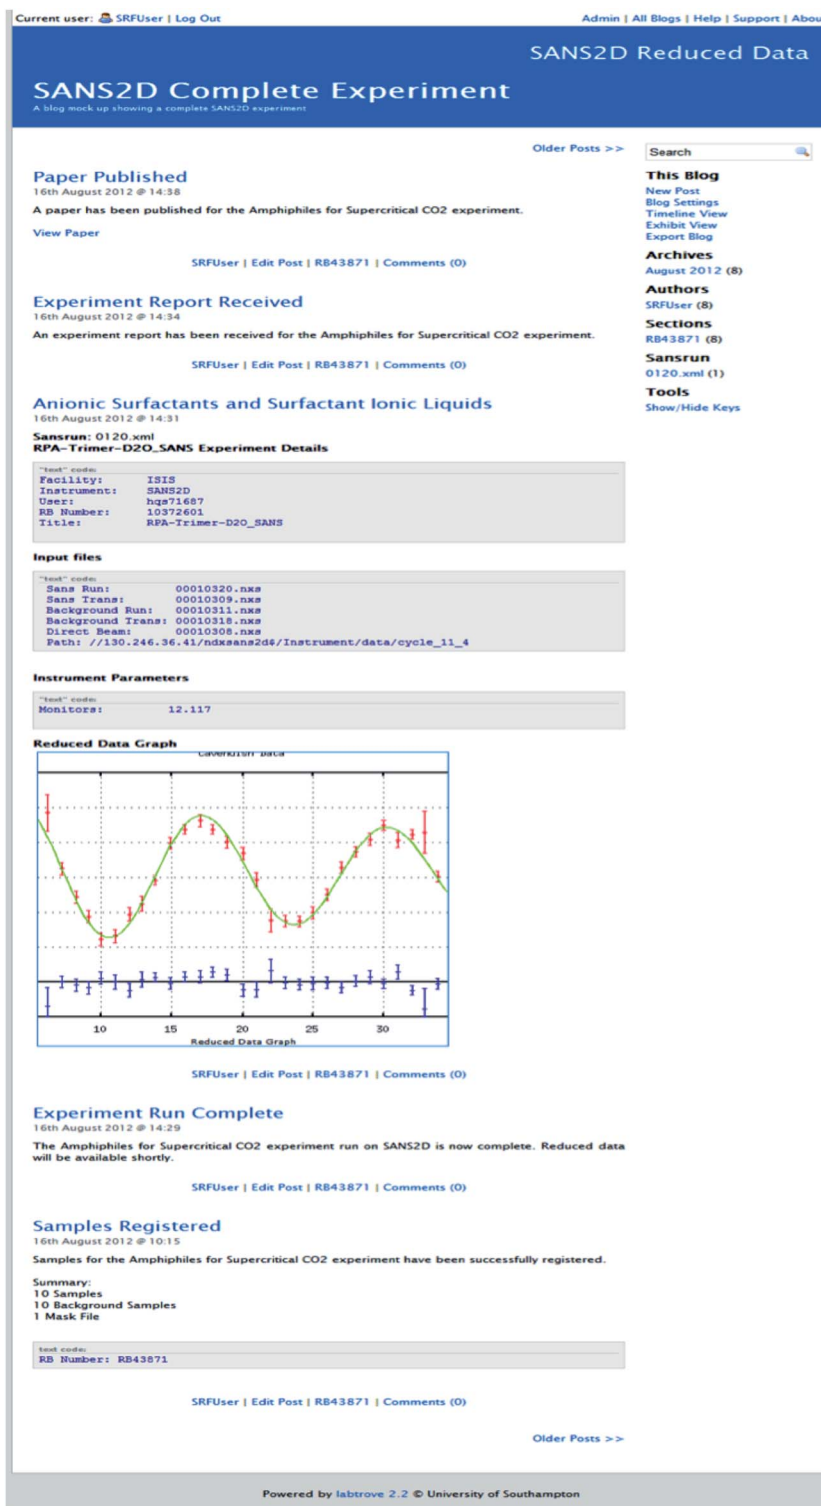 Current user: SRFUser | Log Out
Admin | All Blogs | Help | Support | Abou
SANS2D Reduced Data
SANS2D Complete Experiment
A blog mock up showing a complete SANS2D experiment
Older Posts >>
Paper Published
16th August 2012 @ 14:38
A paper has been published for the Amphiphiles for Supercritical CO2 experiment.
View Paper
SRFUser | Edit Post | RB43871 | Comments (0)
Experiment Report Received
16th August 2012 @ 14:34
An experiment report has been received for the Amphiphiles for Supercritical CO2 experiment.
SRFUser | Edit Post | RB43871 | Comments (0)
Anionic Surfactants and Surfactant Ionic Liquids
16th August 2012 @ 14:31
Sansrun: 0120.xml
RPA-Trimer-D2O_SANS Experiment Details
"text" code:
Facility: ISIS
Instrument: SANS2D
User: hqs71687
RB Number: 10372601
Title: RPA-Trimer-D2O_SANS
Input files
"text" code:
Sans Run: 00010320.nxs
Sans Trans: 00010309.nxs
Background Run: 00010311.nxs
Background Trans: 00010318.nxs
Direct Beam: 00010308.nxs
Path: //130.246.36.41/ndxsans2d$/Instrument/data/cycle_11_4
Instrument Parameters
"text" code:
Monitors: 12.117
Reduced Data Graph
Cavendish Data
10 15 20 25 30
Reduced Data Graph
SRFUser | Edit Post | RB43871 | Comments (0)
Experiment Run Complete
16th August 2012 @ 14:29
The Amphiphiles for Supercritical CO2 experiment run on SANS2D is now complete. Reduced data
will be available shortly.
SRFUser | Edit Post | RB43871 | Comments (0)
Samples Registered
16th August 2012 @ 10:15
Samples for the Amphiphiles for Supercritical CO2 experiment have been successfully registered.
Summary:
10 Samples
10 Background Samples
1 Mask File
text code:
RB Number: RB43871
SRFUser | Edit Post | RB43871 | Comments (0)
Older Posts >>
Search
This Blog
New Post
Blog Settings
Timeline View
Exhibit View
Export Blog
Archives
August 2012 (8)
Authors
SRFUser (8)
Sections
RB43871 (8)
Sansrun
0120.xml (1)
Tools
Show/Hide Keys
Powered by labtrove 2.2 © University of Southampton